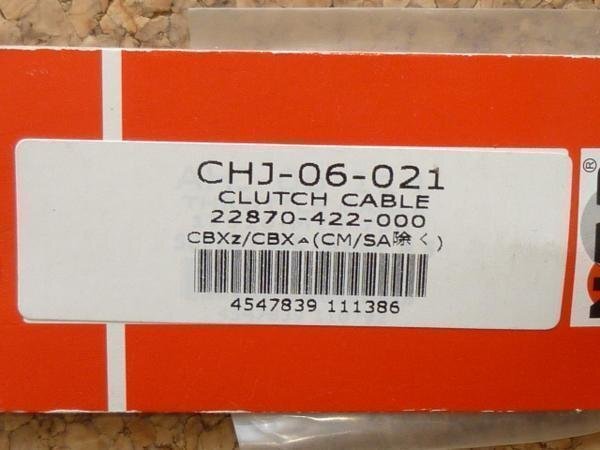 CHJ-06-021
CLUTCH CABLE
22870-422-000
CBXz/CBXA(CM/SA除く)
4547839 111386
®